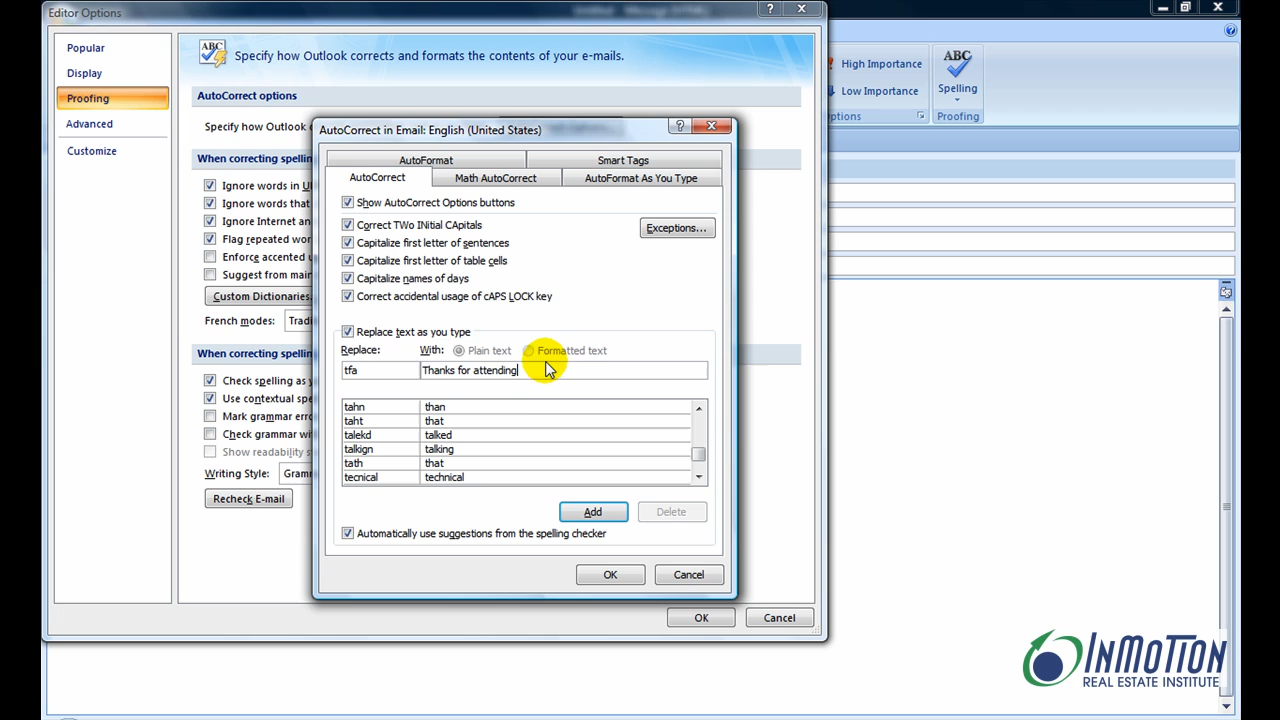 Editor Options
Popular
Display
Proofing
Advanced
Customize
ABC
Specify how Outlook corrects and formats the contents of your e-mails.
AutoCorrect options
Specify how Outlook
When correcting spellin
Ignore words in U
Ignore words that
Ignore Internet an
Flag repeated wor
Enforce accented u
Suggest from main
Custom Dictionaries
French modes: Tradi
When correcting spellin
Check spelling as y
Use contextual spe
Mark grammar erro
Check grammar wi
Show readability s
Writing Style: Gramm
Recheck E-mail
OK
Cancel
AutoCorrect in Email: English (United States)
AutoFormat
Smart Tags
AutoCorrect
Math AutoCorrect
AutoFormat As You Type
Show AutoCorrect Options buttons
Correct TWo INitial CApitals
Exceptions...
Capitalize first letter of sentences
Capitalize first letter of table cells
Capitalize names of days
Correct accidental usage of cAPS LOCK key
Replace text as you type
Replace: With: Plain text Formatted text
tfa Thanks for attending
tahn than
taht that
talekd talked
talkign talking
tath that
tecnical technical
Add
Delete
Automatically use suggestions from the spelling checker
OK
Cancel
High Importance
Low Importance
ptions
ABC
Spelling
Proofing
INMOTION
REAL ESTATE INSTITUTE